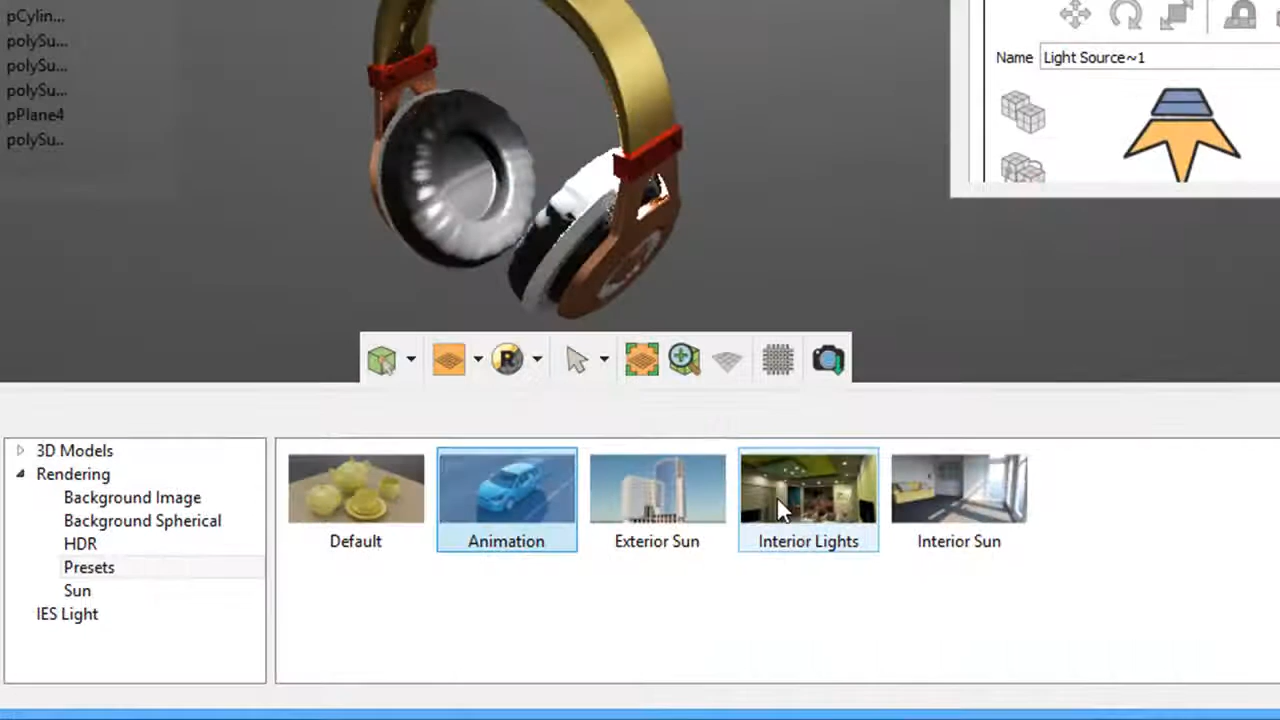 pCylin...
polySu...
polySu...
polySu...
pPlane4
polySu..
Name Light Source~1
R
3D Models
Rendering
Background Image
Background Spherical
HDR
Presets
Sun
IES Light
Default
Animation
Exterior Sun
Interior Lights
Interior Sun